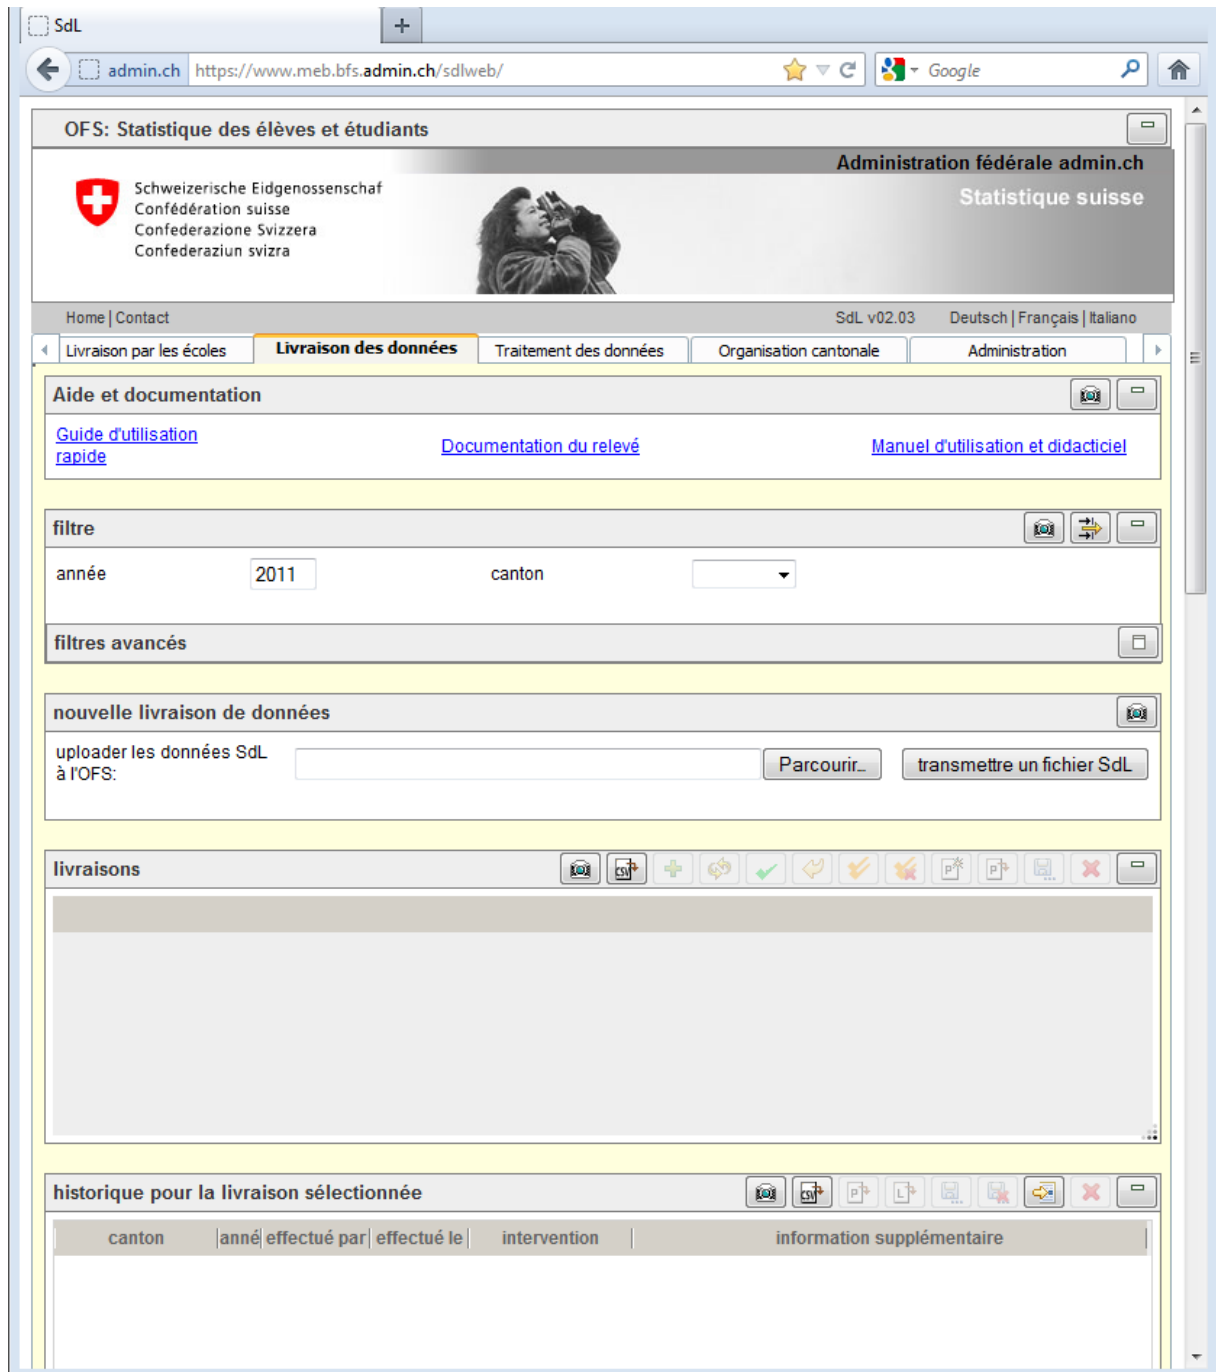 SdL
+
admin.ch https://www.meb.bfs.admin.ch/sdlweb/ Google
OFS: Statistique des élèves et étudiants
Administration fédérale admin.ch
Statistique suisse
Schweizerische Eidgenossenschaf
Confédération suisse
Confederazione Svizzera
Confederaziun svizra
Home | Contact SdL v02.03 Deutsch | Français | Italiano
Livraison par les écoles Livraison des données Traitement des données Organisation cantonale Administration
Aide et documentation
Guide d'utilisation
rapide
Documentation du relevé
Manuel d'utilisation et didacticiel
filtre
année 2011 canton
filtres avancés
nouvelle livraison de données
uploader les données SdL
à l'OFS:
Parcourir... transmettre un fichier SdL
livraisons
CSV P P
historique pour la livraison sélectionnée
CSV P L
canton anné effectué par effectué le intervention information supplémentaire